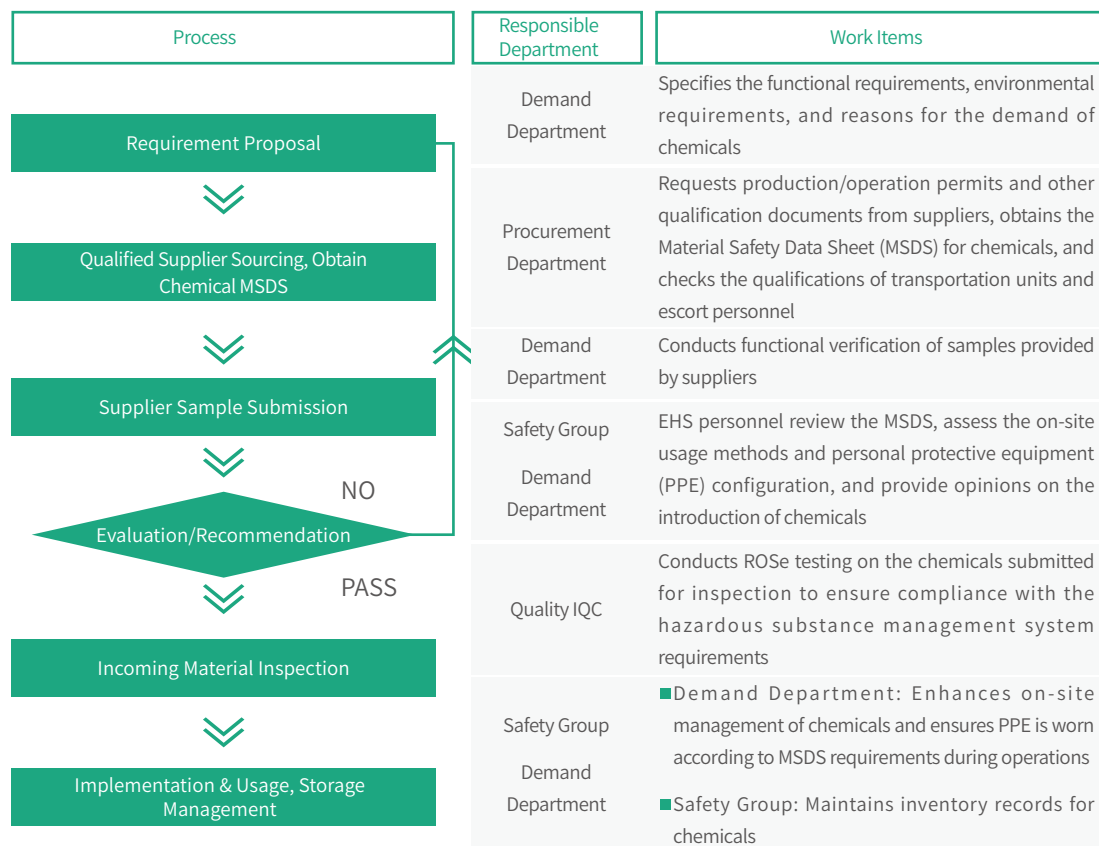 Process
Responsible
Department
Work Items
Requirement Proposal
Demand
Department
Specifies the functional requirements, environmental
requirements, and reasons for the demand of
chemicals
Qualified Supplier Sourcing, Obtain
Chemical MSDS
Procurement
Department
Requests production/operation permits and other
qualification documents from suppliers, obtains the
Material Safety Data Sheet (MSDS) for chemicals, and
checks the qualifications of transportation units and
escort personnel
Supplier Sample Submission
Demand
Department
Conducts functional verification of samples provided
by suppliers
Evaluation/Recommendation
NO
PASS
Safety Group
Demand
Department
EHS personnel review the MSDS, assess the on-site
usage methods and personal protective equipment
(PPE) configuration, and provide opinions on the
introduction of chemicals
Incoming Material Inspection
Quality IQC
Conducts ROSe testing on the chemicals submitted
for inspection to ensure compliance with the
hazardous substance management system
requirements
Implementation & Usage, Storage
Management
Safety Group
Demand
Department
■Demand Department: Enhances on-site
management of chemicals and ensures PPE is worn
according to MSDS requirements during operations
■Safety Group: Maintains inventory records for
chemicals